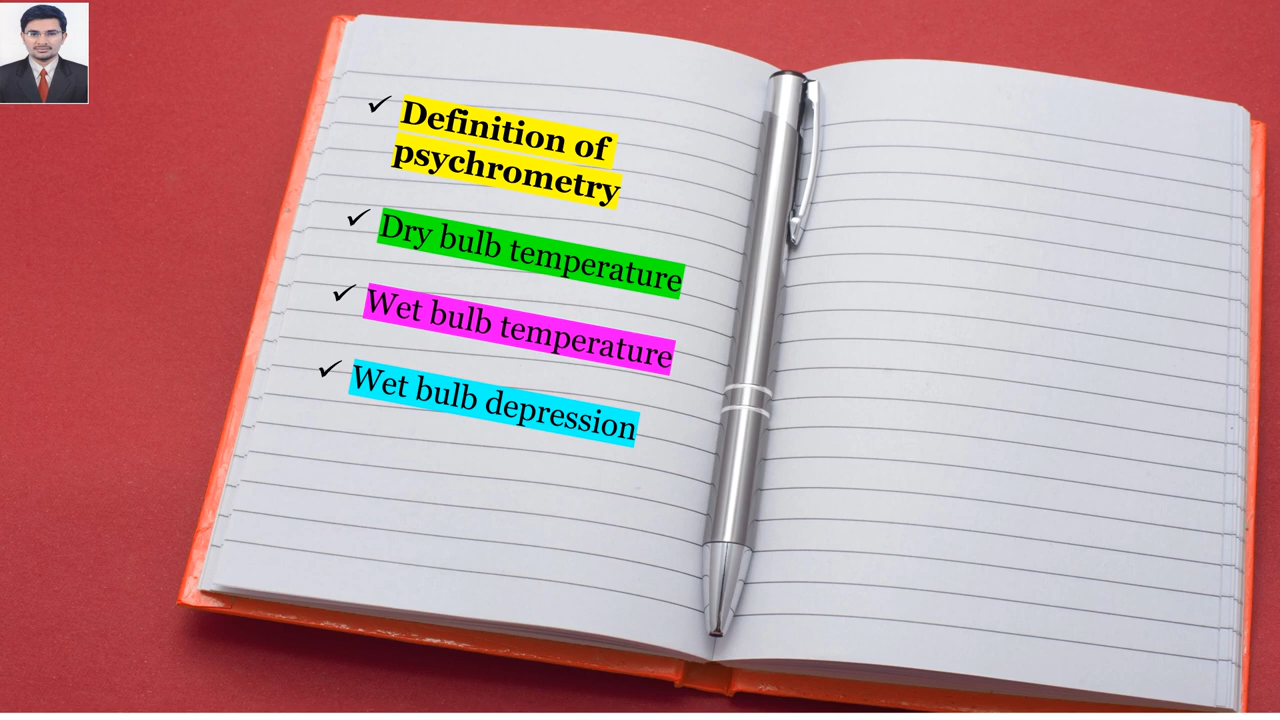 ✓ Definition of
psychrometry
✓ Dry bulb temperature
✓ Wet bulb temperature
✓ Wet bulb depression